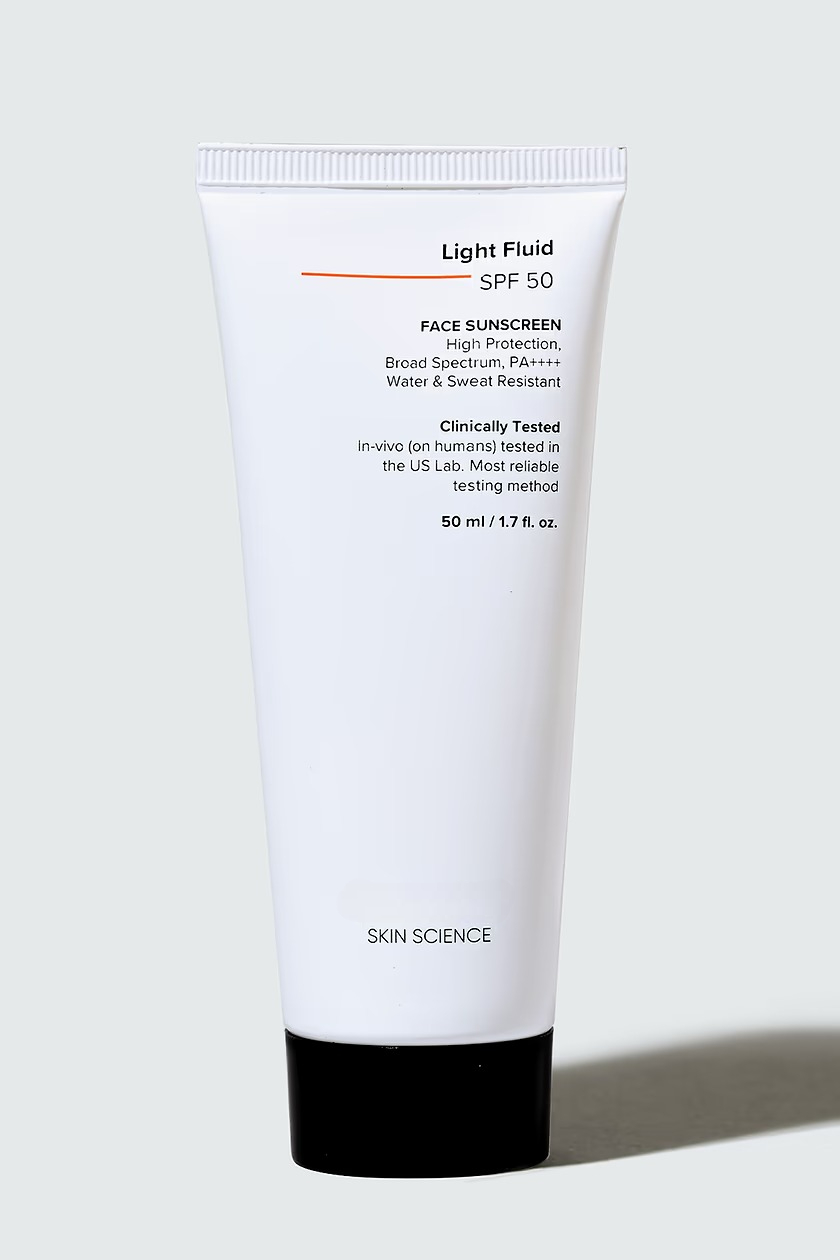 Light Fluid
SPF 50
FACE SUNSCREEN
High Protection,
Broad Spectrum, PA++++
Water & Sweat Resistant
Clinically Tested
In-vivo (on humans) tested in
the US Lab. Most reliable
testing method
50 ml / 1.7 fl. oz.
SKIN SCIENCE